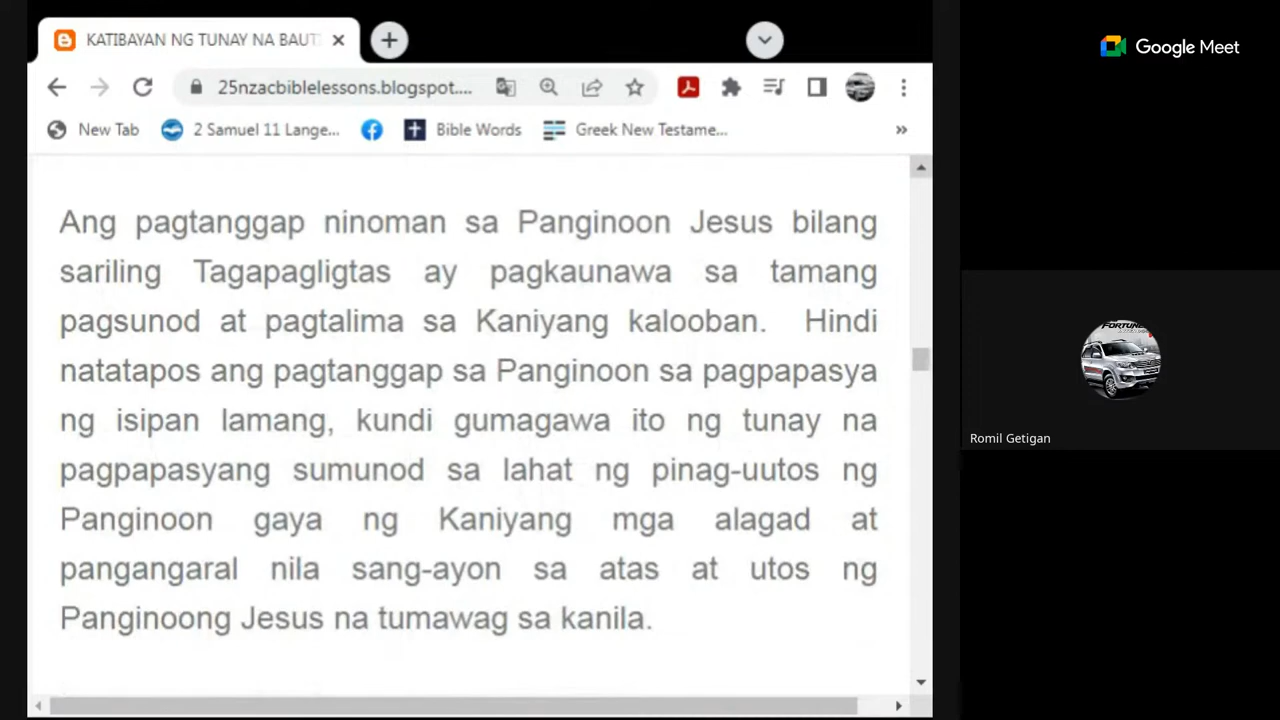 KATIBAYAN NG TUNAY NA BAUT
Google Meet
25nzacbiblelessons.blogspot....
New Tab
2 Samuel 11 Lange...
Bible Words
Greek New Testame...
»
Ang pagtanggap ninoman sa Panginoon Jesus bilang
sariling Tagapagligtas ay pagkaunawa sa tamang
pagsunod at pagtalima sa Kaniyang kalooban. Hindi
natatapos ang pagtanggap sa Panginoon sa pagpapasya
ng isipan lamang, kundi gumagawa ito ng tunay na
pagpapasyang sumunod sa lahat ng pinag-uutos ng
Panginoon gaya ng Kaniyang mga alagad at
pangangaral nila sang-ayon sa atas at utos ng
Panginoong Jesus na tumawag sa kanila.
Romil Getigan